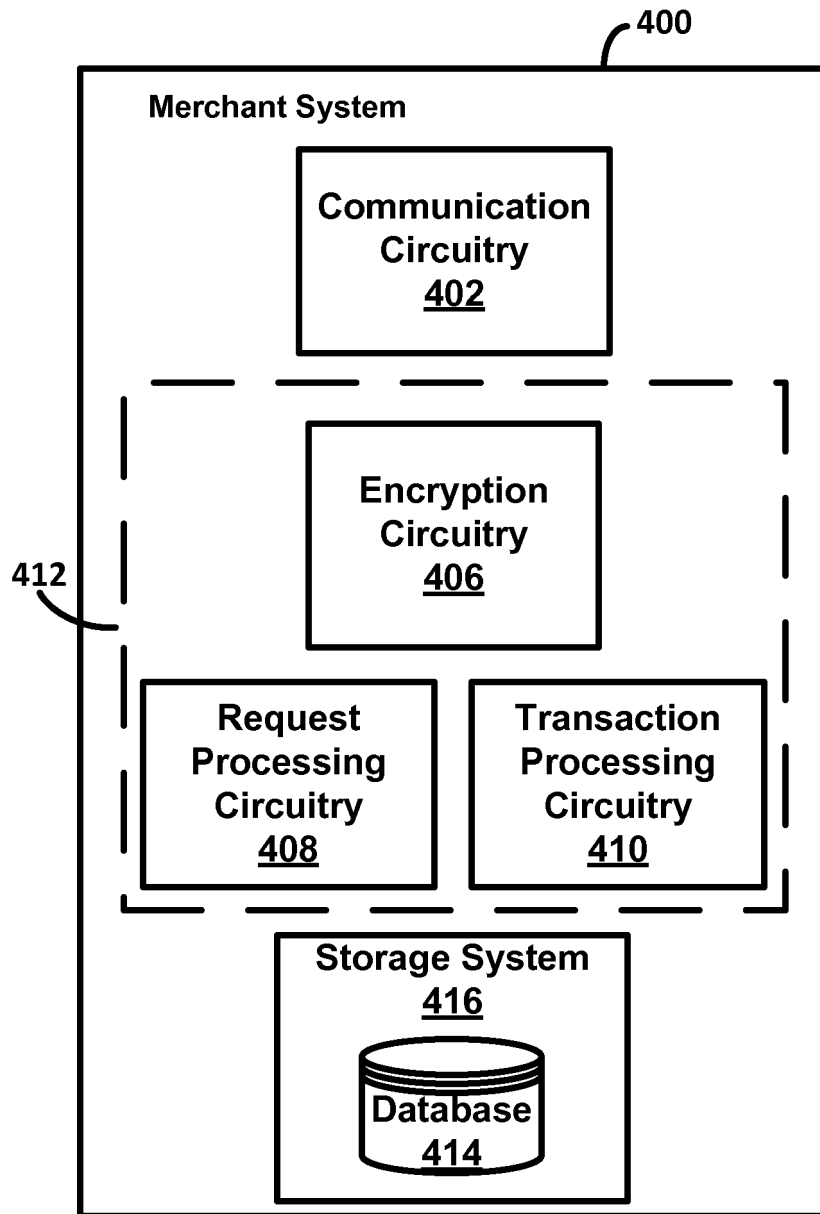 400
Merchant System
Communication
Circuitry
402
Encryption
Circuitry
406
412
Request
Processing
Circuitry
408
Transaction
Processing
Circuitry
410
Storage System
416
Database
414